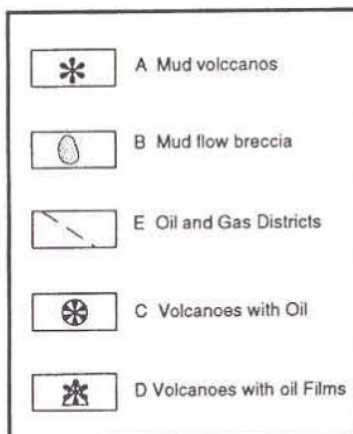 A Mud volccanos
B Mud flow breccia
E Oil and Gas Districts
C Volcanoes with Oil
D Volcanoes with oil Films